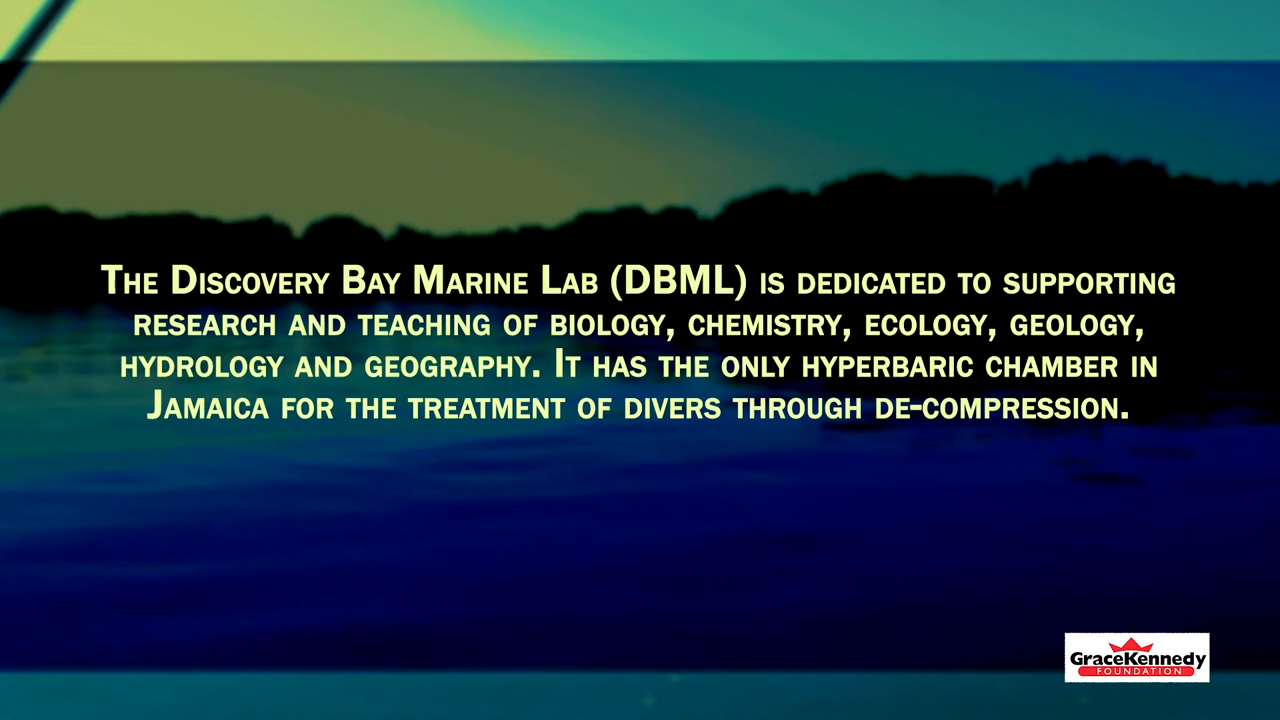 The Discovery Bay Marine Lab (DBML) is dedicated to supporting
research and teaching of biology, chemistry, ecology, geology,
hydrology and geography. It has the only hyperbaric chamber in
Jamaica for the treatment of divers through de-compression.
GraceKennedy
FOUNDATION